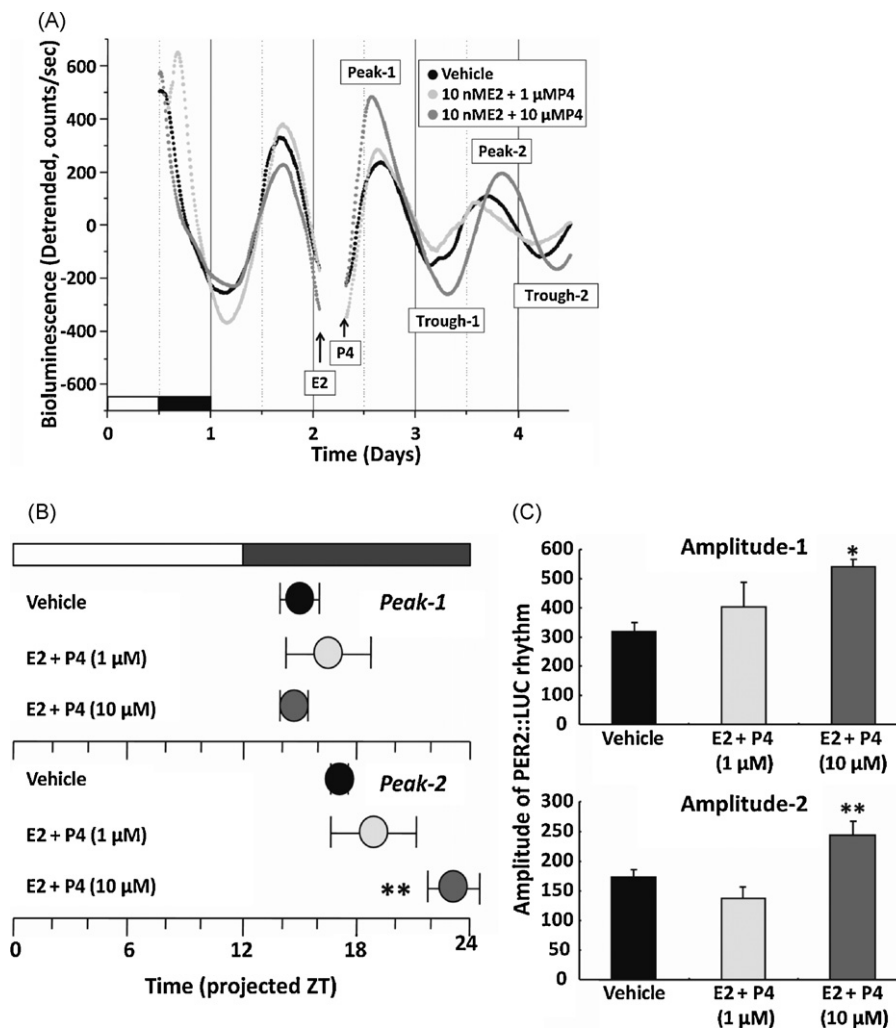 (A)
Bioluminescence (Detrended, counts/sec)
600
400
200
0
-200
-400
-600
Peak-1
Vehicle
10 nME2 + 1 µMP4
10 nME2 + 10 µMP4
Peak-2
Trough-1
Trough-2
P4
E2
0
1
2
3
4
Time (Days)
(B)
Vehicle
Peak-1
E2 + P4 (1 µM)
E2 + P4 (10 µM)
Vehicle
Peak-2
E2 + P4 (1 µM)
E2 + P4 (10 µM)
**
0
6
12
18
24
Time (projected ZT)
(C)
Amplitude of PER2::LUC rhythm
Amplitude-1
*
600
500
400
300
200
100
0
Vehicle
E2 + P4
(1 µM)
E2 + P4
(10 µM)
Amplitude-2
**
300
250
200
150
100
50
0
Vehicle
E2 + P4
(1 µM)
E2 + P4
(10 µM)